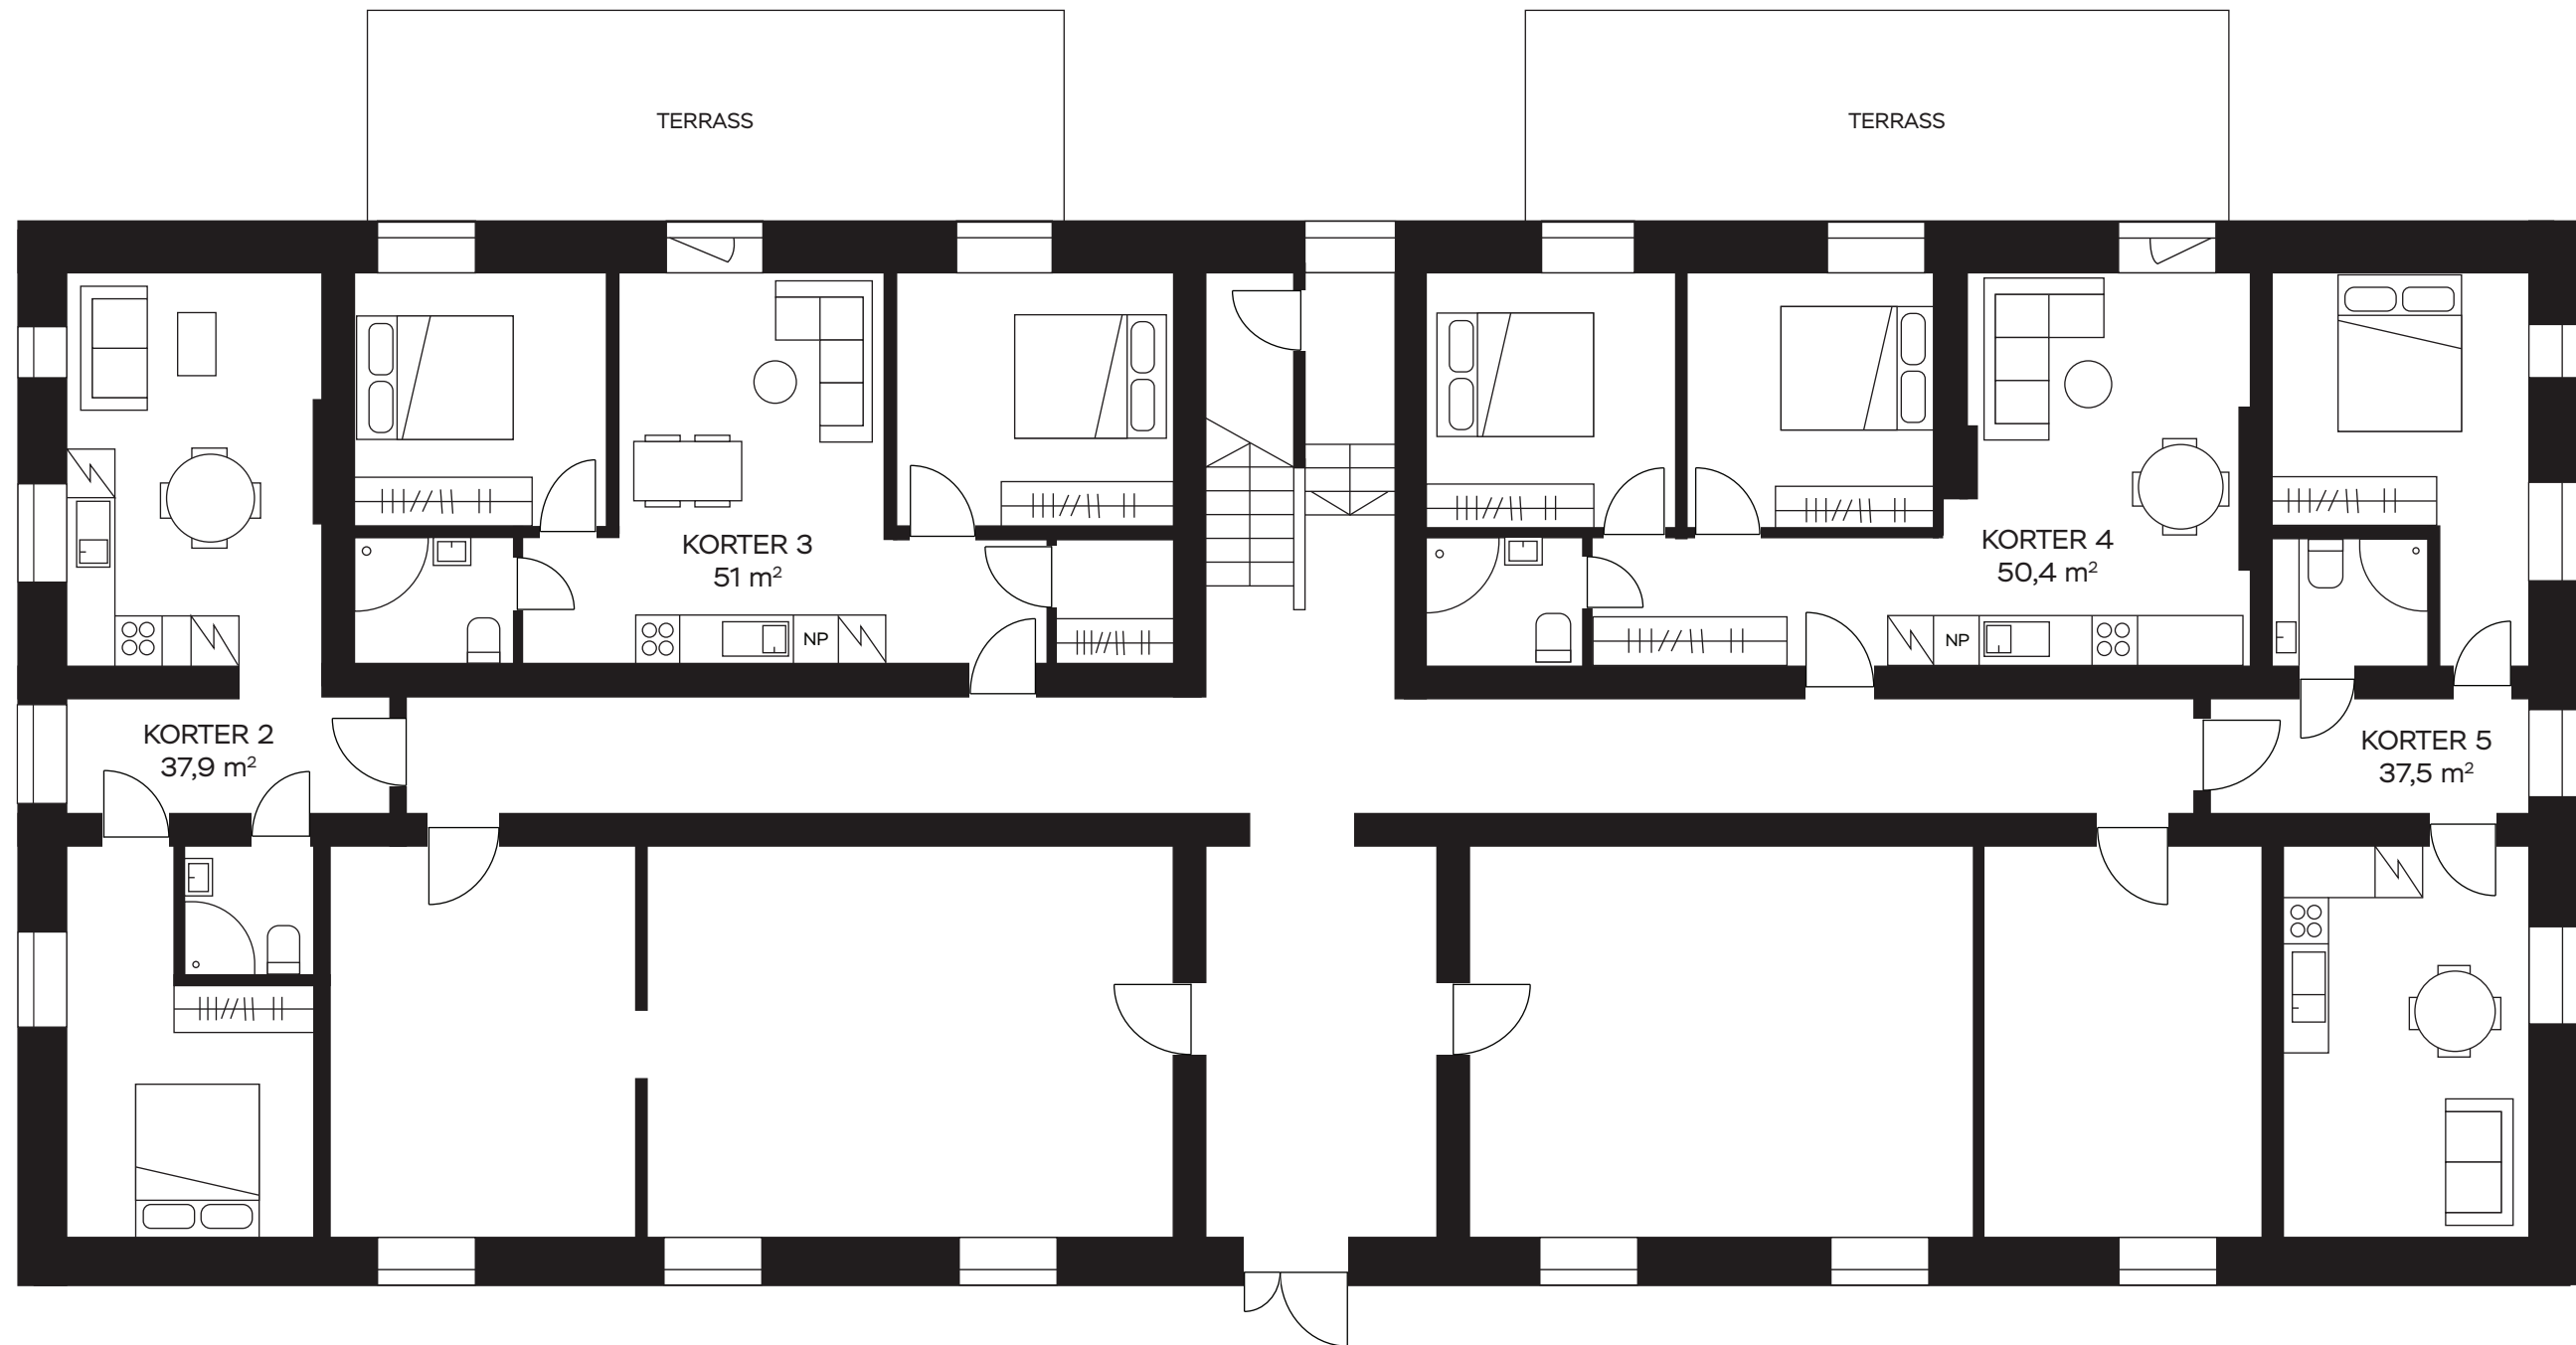 TERRASS
TERRASS
KORTER 3
51 m²
NP
KORTER 4
50,4 m²
NP
KORTER 2
37,9 m²
KORTER 5
37,5 m²